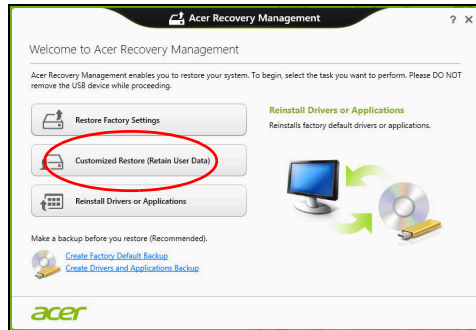 Acer Recovery Management
? X
Welcome to Acer Recovery Management
Acer Recovery Management enables you to restore your system. To begin, select the task you want to perform. Please DO NOT
remove the USB device while proceeding.
Restore Factory Settings
Customized Restore (Retain User Data)
Reinstall Drivers or Applications
Reinstall Drivers or Applications
Reinstalls factory default drivers or applications.
Make a backup before you restore (Recommended).
Create Factory Default Backup
Create Drivers and Applications Backup
acer